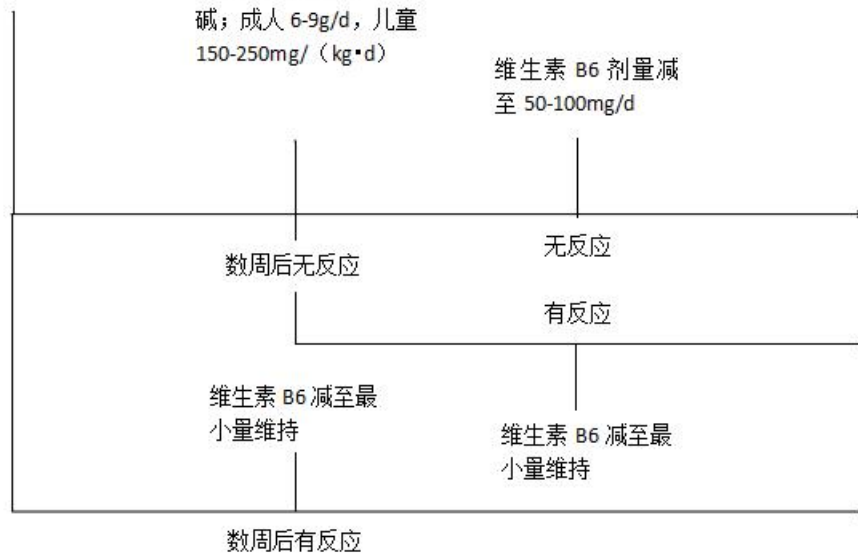 碱；成人 6-9g/d，儿童
150-250mg/（kg•d）
维生素 B6 剂量减
至 50-100mg/d
无反应
数周后无反应
有反应
维生素 B6 减至最
小量维持
维生素 B6 减至最
小量维持
数周后有反应